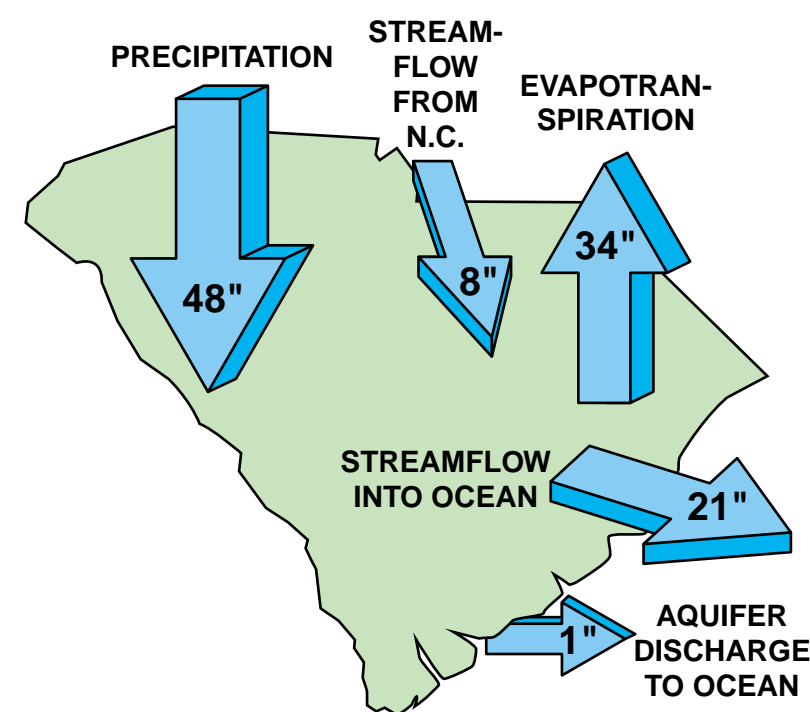 PRECIPITATION
48"
STREAM-
FLOW
FROM
N.C.
8"
EVAPOTRAN-
SPIRATION
34"
STREAMFLOW
INTO OCEAN
21"
1"
AQUIFER
DISCHARGE
TO OCEAN